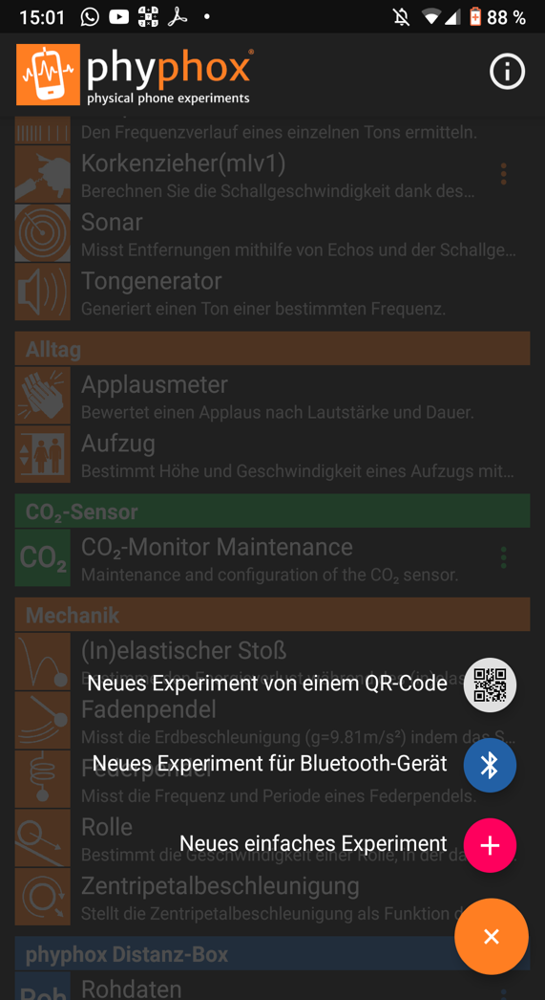 15:01
88 %
phyphox®
physical phone experiments
Den Frequenzverlauf eines einzelnen Tons ermitteln.
Korkenzieher(mIv1)
Berechnen Sie die Schallgeschwindigkeit dank des…
Sonar
Misst Entfernungen mithilfe von Echos und der Schallge…
Tongenerator
Generiert einen Ton einer bestimmten Frequenz.
Alltag
Applausmeter
Bewertet einen Applaus nach Lautstärke und Dauer.
Aufzug
Bestimmt Höhe und Geschwindigkeit eines Aufzugs mit…
CO₂-Sensor
CO₂
CO₂-Monitor Maintenance
Maintenance and configuration of the CO₂ sensor.
Mechanik
(In)elastischer Stoß
Neues Experiment von einem QR-Code
Fadenpendel
Misst die Erdbeschleunigung (g=9.81m/s²) indem das S…
Federpendel
Neues Experiment für Bluetooth-Gerät
Misst die Frequenz und Periode eines Federpendels.
Rolle
Neues einfaches Experiment
Bestimmt die Geschwindigkeit einer Rolle, in der da
Zentripetalbeschleunigung
Stellt die Zentripetalbeschleunigung als Funktion
phyphox Distanz-Box
Roh
Rohdaten